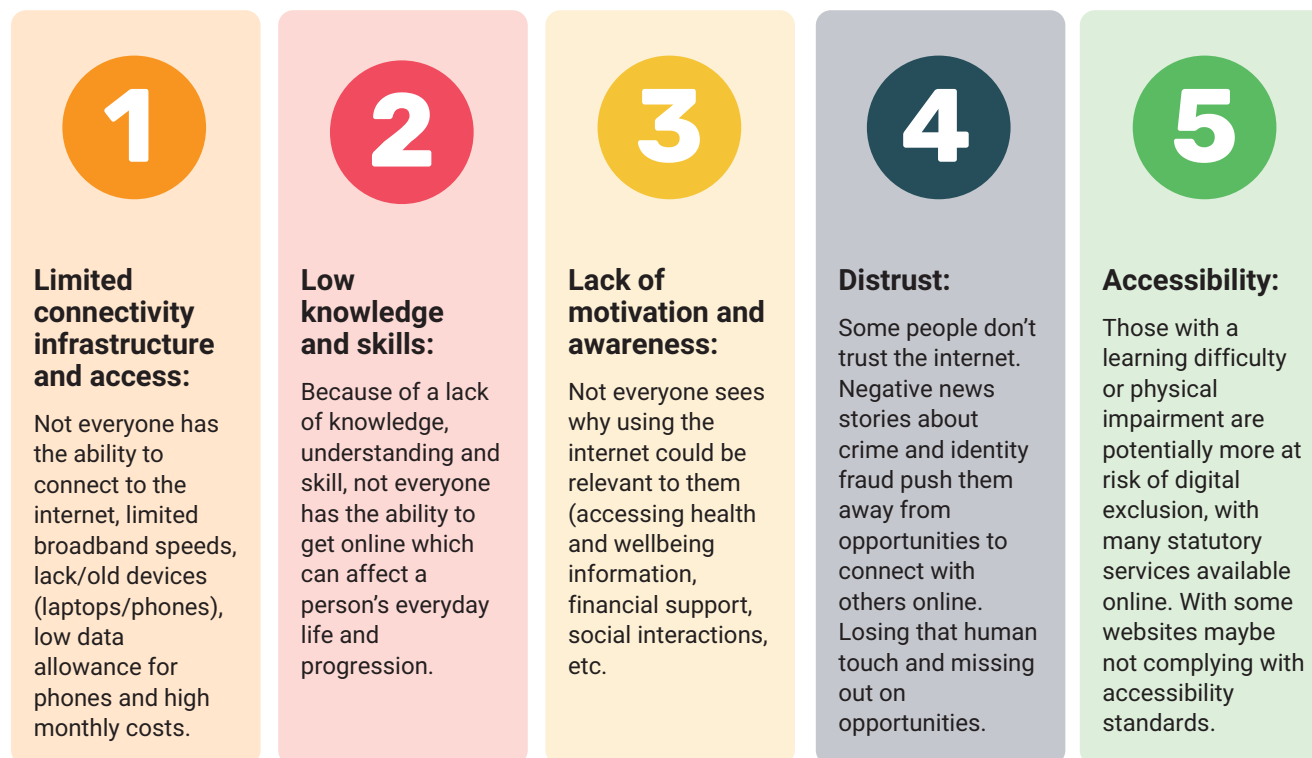 1
Limited
connectivity
infrastructure
and access:
Not everyone has
the ability to
connect to the
internet, limited
broadband speeds,
lack/old devices
(laptops/phones),
low data
allowance for
phones and high
monthly costs.
2
Low
knowledge
and skills:
Because of a lack
of knowledge,
understanding and
skill, not everyone
has the ability to
get online which
can affect a
person’s everyday
life and
progression.
3
Lack of
motivation and
awareness:
Not everyone sees
why using the
internet could be
relevant to them
(accessing health
and wellbeing
information,
financial support,
social interactions,
etc.
4
Distrust:
Some people don’t
trust the internet.
Negative news
stories about
crime and identity
fraud push them
away from
opportunities to
connect with
others online.
Losing that human
touch and missing
out on
opportunities.
5
Accessibility:
Those with a
learning difficulty
or physical
impairment are
potentially more at
risk of digital
exclusion, with
many statutory
services available
online. With some
websites maybe
not complying with
accessibility
standards.